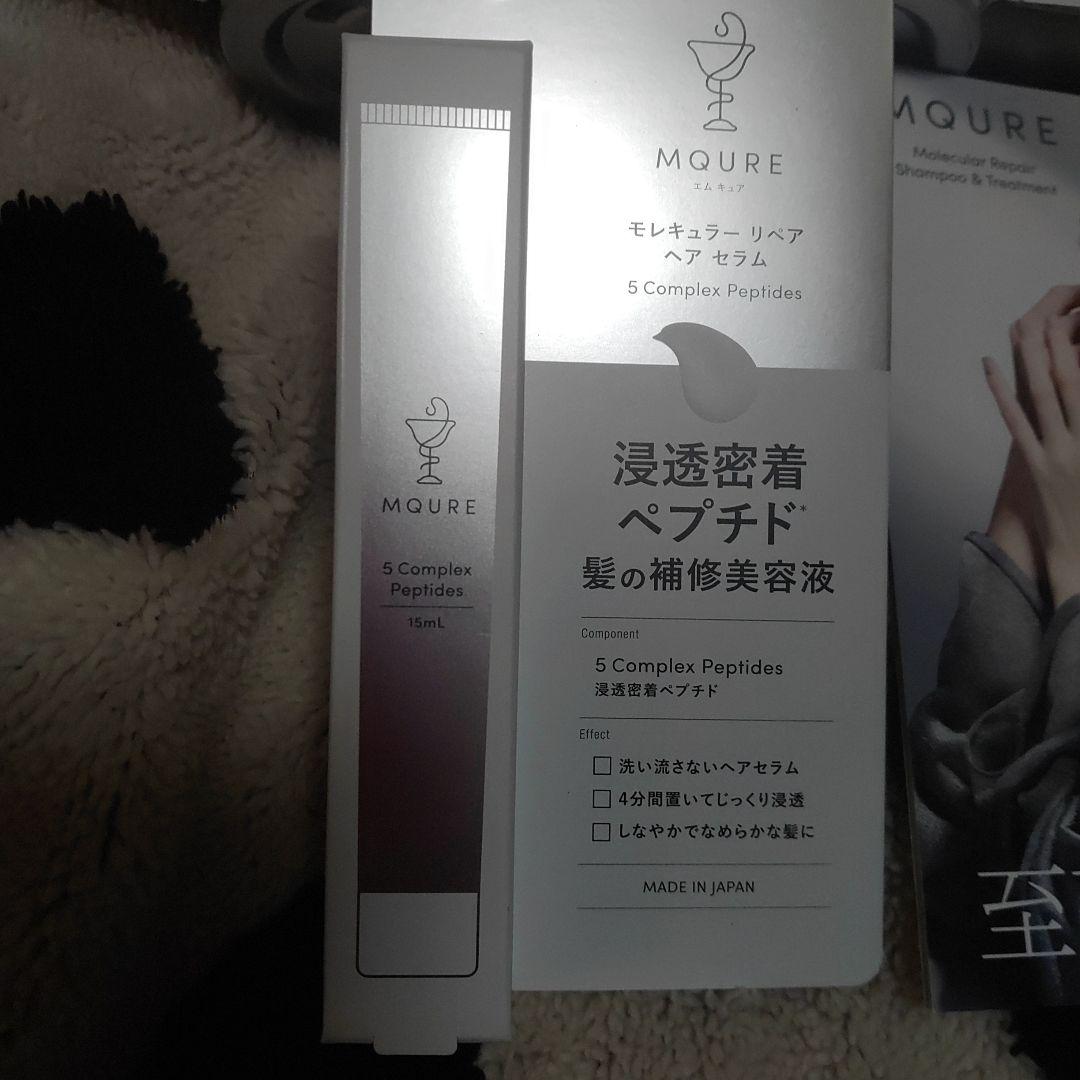 MQURE
5 Complex
Peptides
15mL
MQURE
エム キュア
モレキュラー リペア
ヘア セラム
5 Complex Peptides
浸透密着
ペプチド*
髪の補修美容液
Component
5 Complex Peptides
浸透密着ペプチド
Effect
洗い流さないヘアセラム
4分間置いてじっくり浸透
しなやかでなめらかな髪に
MADE IN JAPAN
MQURE
Molecular Repair
Shampoo & Treatment
至